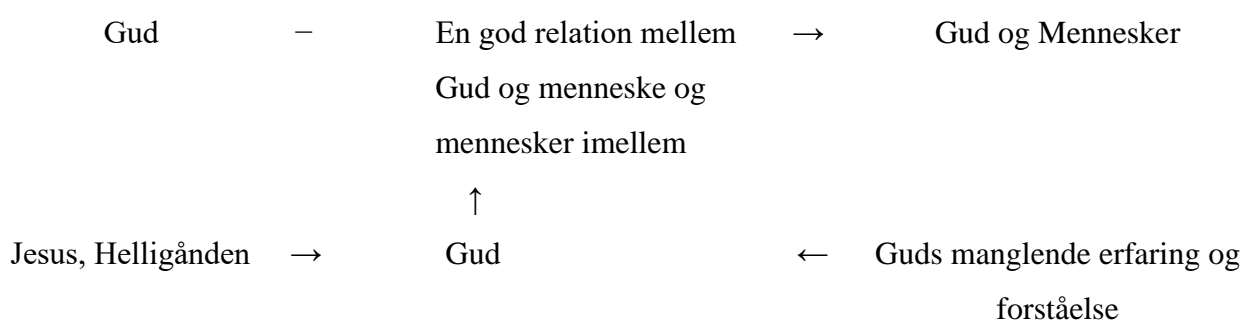 Gud – En god relation mellem → Gud og Mennesker
Gud og menneske og
mennesker imellem
↑
Jesus, Helligånden → Gud ← Guds manglende erfaring og
forståelse